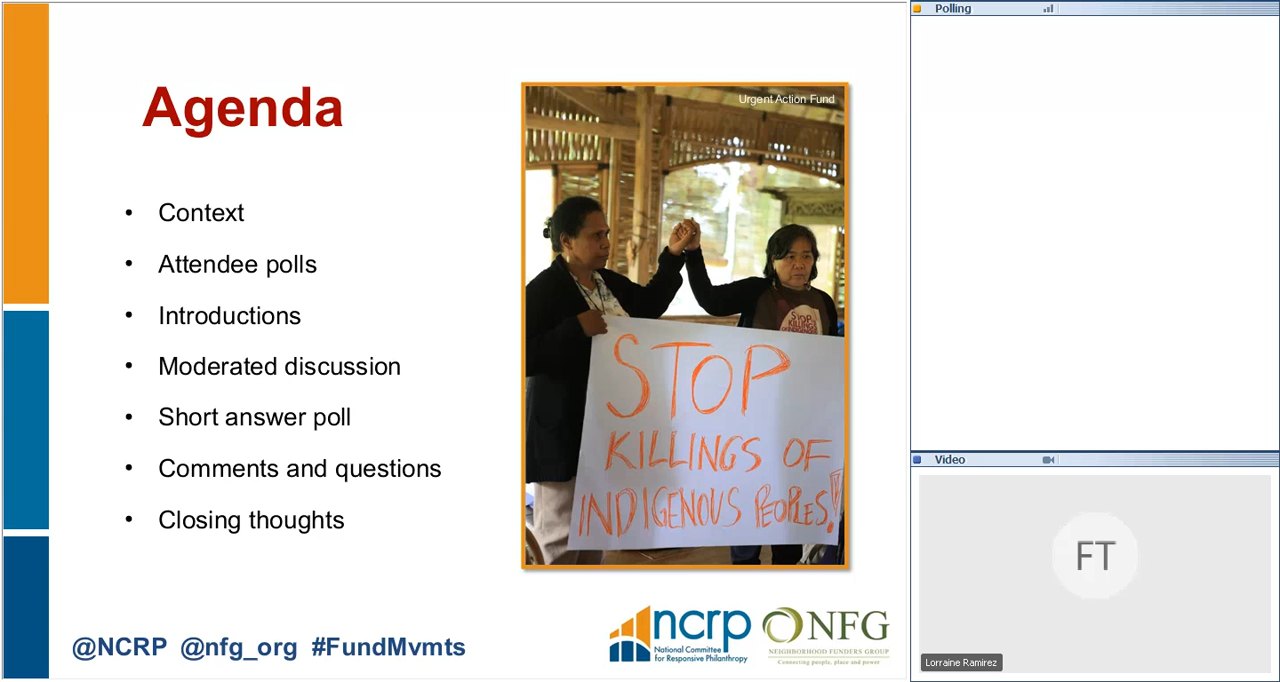 Agenda
• Context
• Attendee polls
• Introductions
• Moderated discussion
• Short answer poll
• Comments and questions
• Closing thoughts
Urgent Action Fund
STOP
KILLINGS
STOP
KILLINGS OF
INDIGENOUS PEOPLES!
@NCRP @nfg_org #FundMvmts
ncrp
National Committee
for Responsive Philanthropy
NFG
NEIGHBORHOOD FUNDERS GROUP
Connecting people, place and power
Polling
Video
FT
Lorraine Ramirez